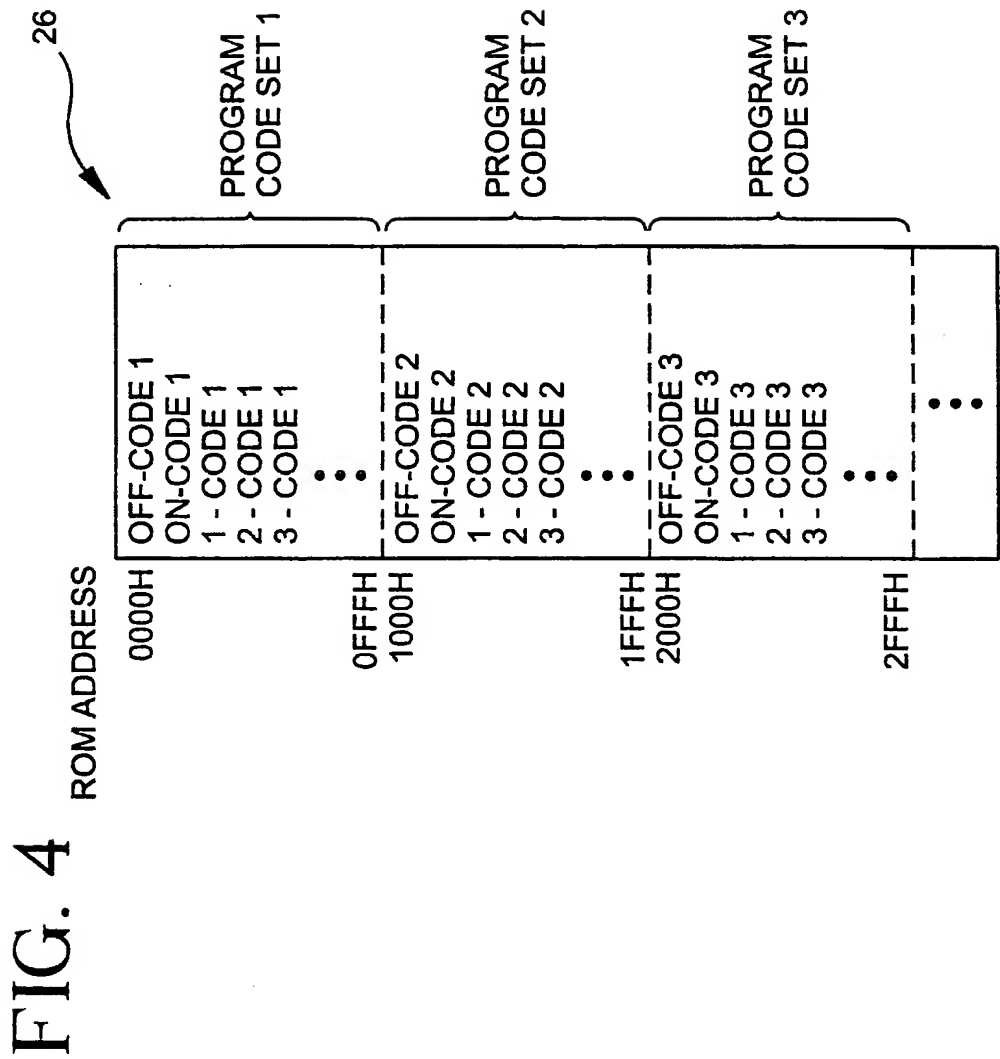 FIG. 4
26
ROM ADDRESS
0000H
OFF-CODE 1
ON-CODE 1
1 - CODE 1
2 - CODE 1
3 - CODE 1
•••
0FFFH
PROGRAM
CODE SET 1
1000H
OFF-CODE 2
ON-CODE 2
1 - CODE 2
2 - CODE 2
3 - CODE 2
•••
1FFFH
PROGRAM
CODE SET 2
2000H
OFF-CODE 3
ON-CODE 3
1 - CODE 3
2 - CODE 3
3 - CODE 3
•••
2FFFH
PROGRAM
CODE SET 3
•••